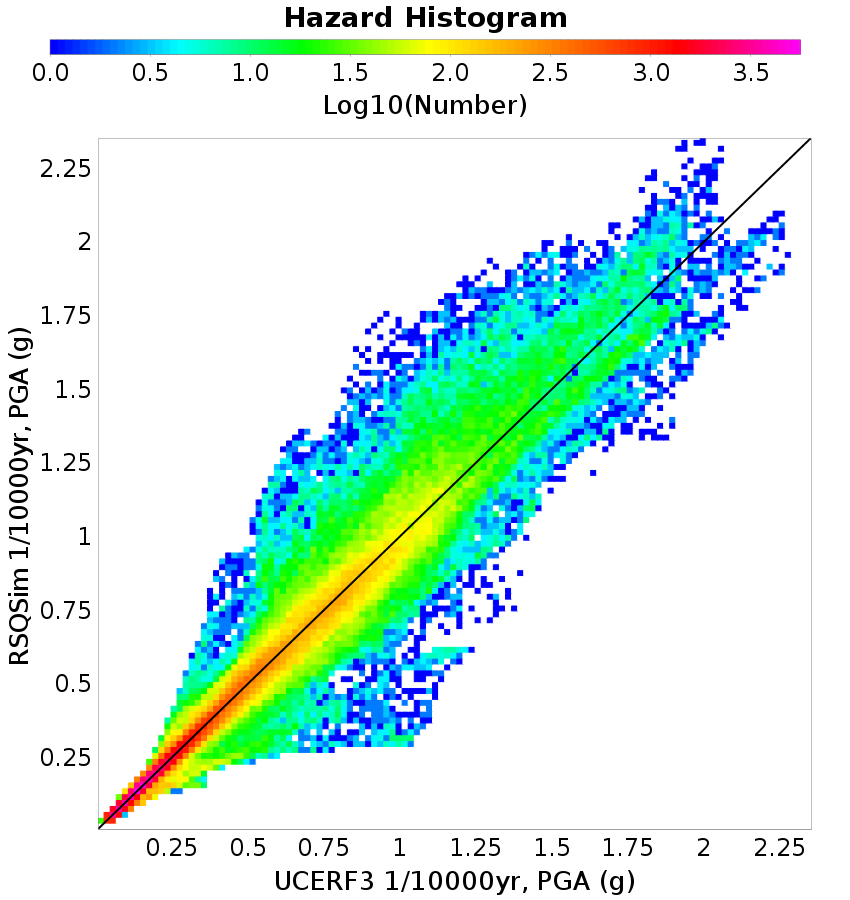 Hazard Histogram
0.0 0.5 1.0 1.5 2.0 2.5 3.0 3.5
Log10(Number)
2.25
2
1.75
1.5
1.25
1
0.75
0.5
0.25
RSQSim 1/10000yr, PGA (g)
0.25 0.5 0.75 1 1.25 1.5 1.75 2 2.25
UCERF3 1/10000yr, PGA (g)